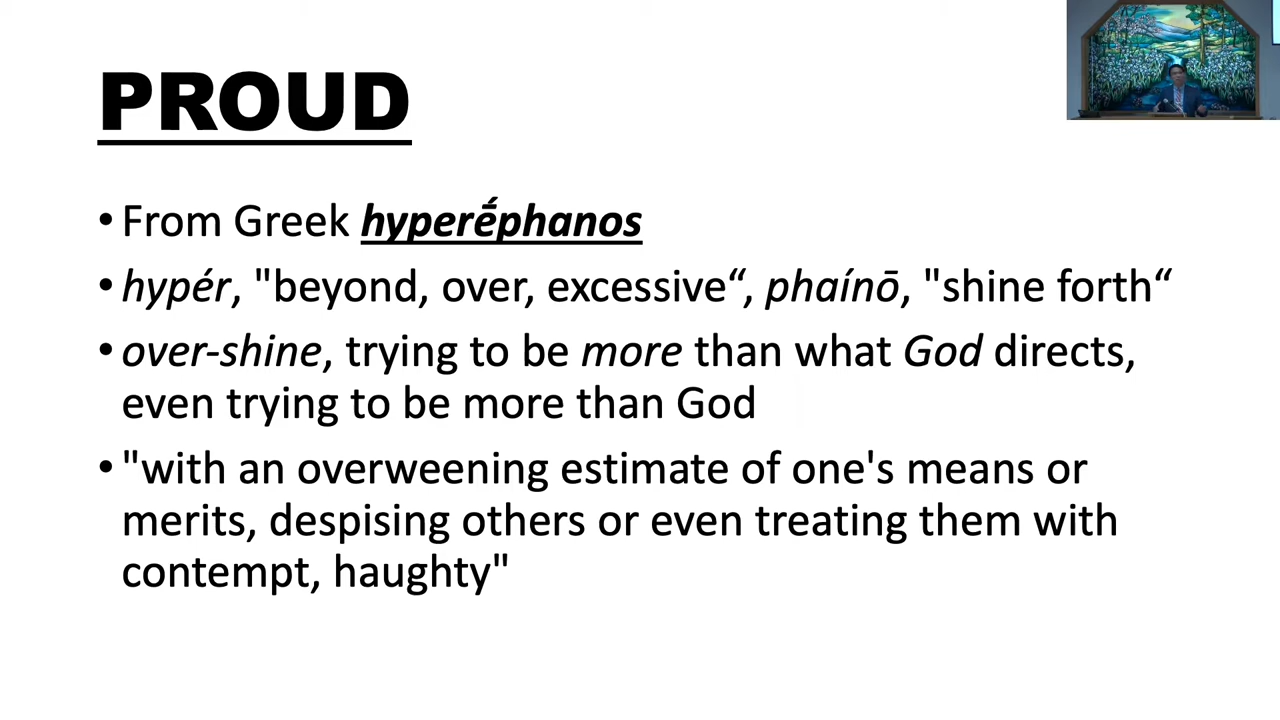 PROUD
•From Greek hyperḗphanos
•hypér, "beyond, over, excessive“, phaínō, "shine forth“
•over-shine, trying to be more than what God directs,
even trying to be more than God
•"with an overweening estimate of one's means or
merits, despising others or even treating them with
contempt, haughty"